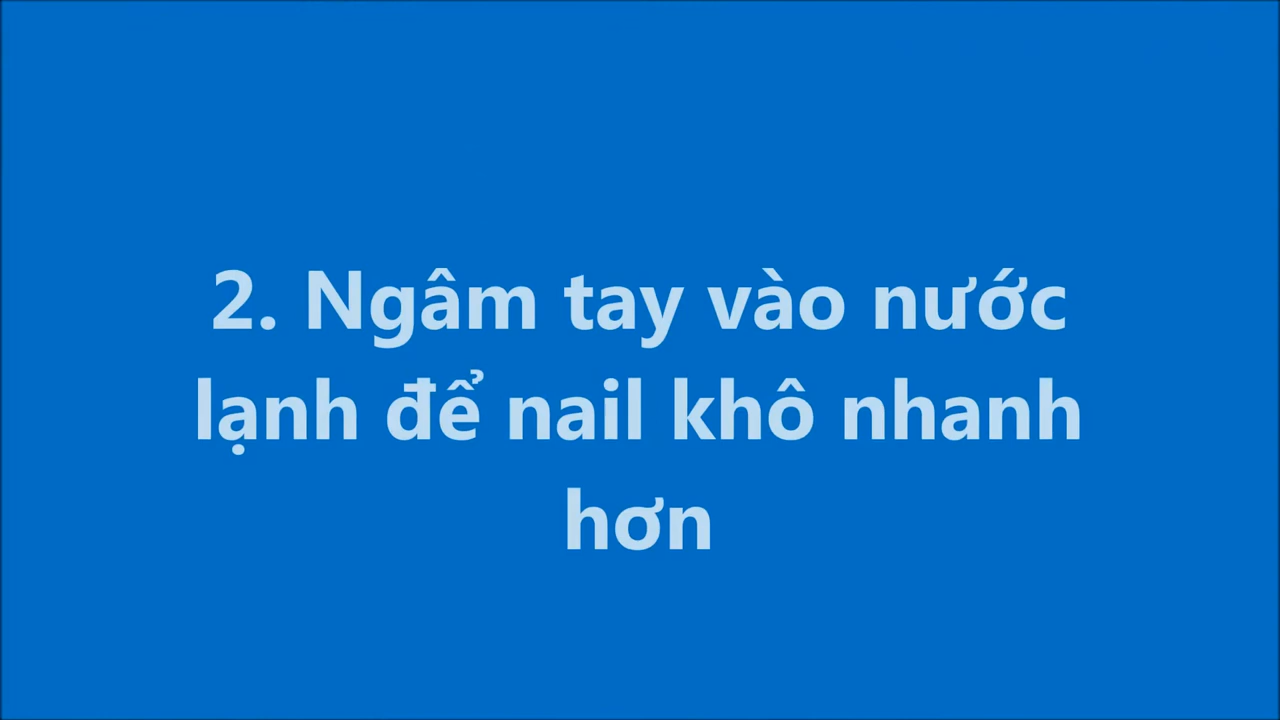 2. Ngâm tay vào nước
lạnh để nail khô nhanh
hơn